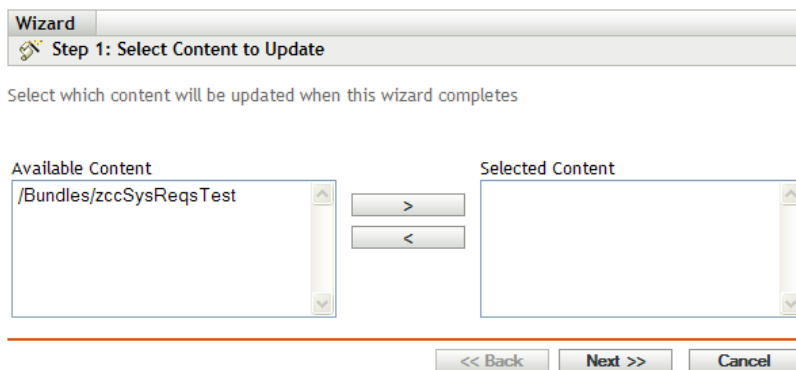 Wizard
Step 1: Select Content to Update
Select which content will be updated when this wizard completes
Available Content Selected Content
/Bundles/zccSysReqsTest
>
<
<< Back Next >> Cancel